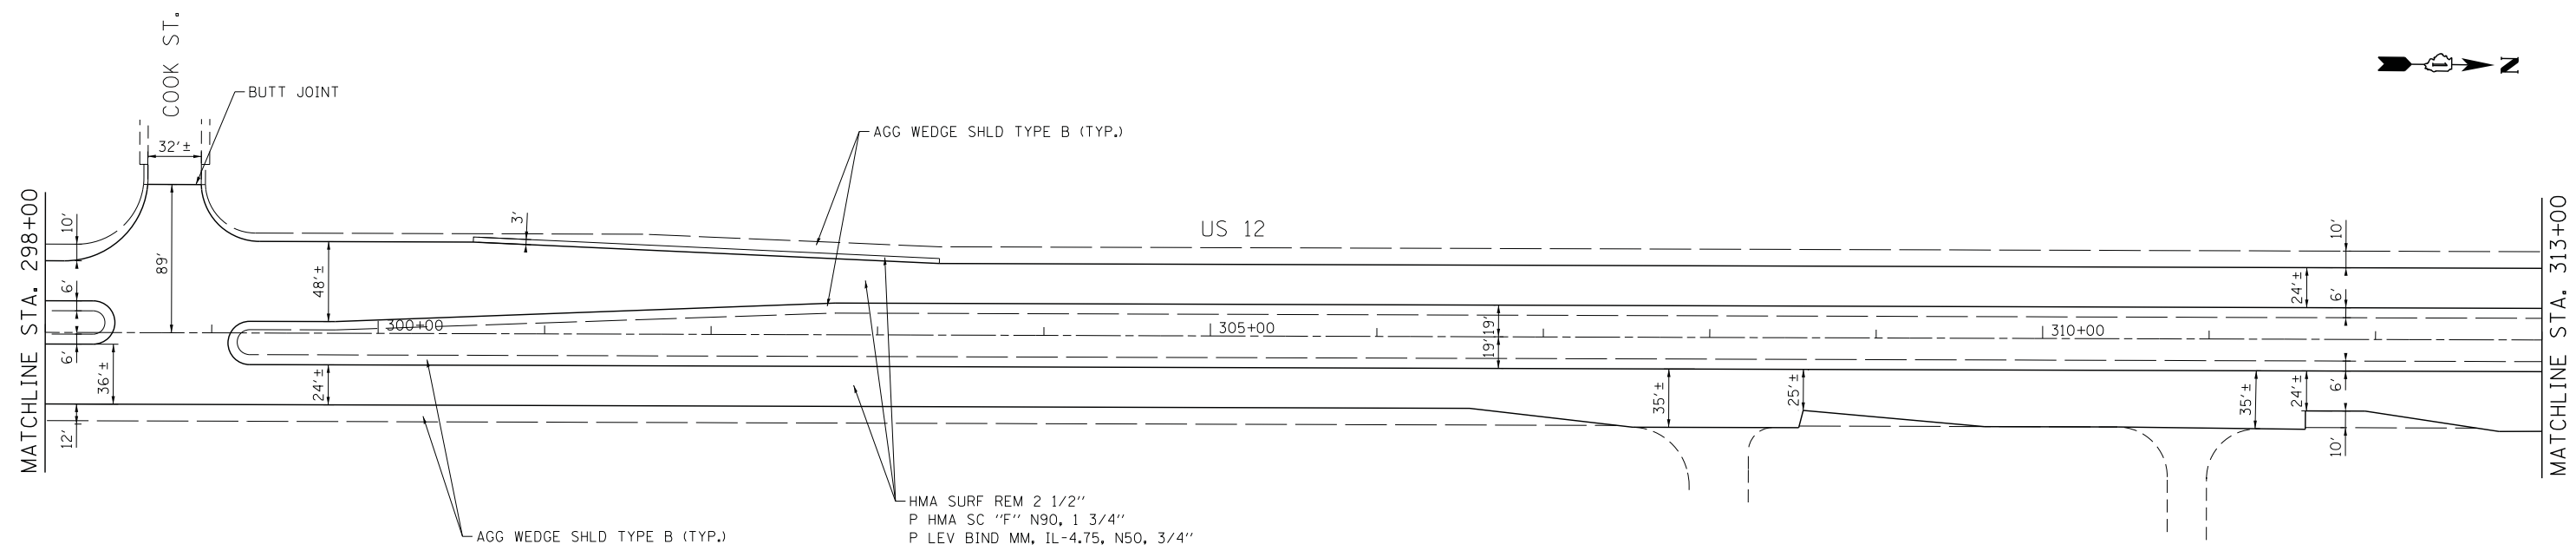 COOK ST.
BUTT JOINT
N
AGG WEDGE SHLD TYPE B (TYP.)
32'±
3'
US 12
MATCHLINE STA. 298+00
MATCHLINE STA. 313+00
10'
89'
48'±
6'
6'
36'±
12'
24'±
300+00
305+00
310+00
19'
19'
10'
24'±
6'
35'±
25'±
35'±
24'±
6'
10'
HMA SURF REM 2 1/2"
P HMA SC "F" N90, 1 3/4"
P LEV BIND MM, IL-4.75, N50, 3/4"
AGG WEDGE SHLD TYPE B (TYP.)